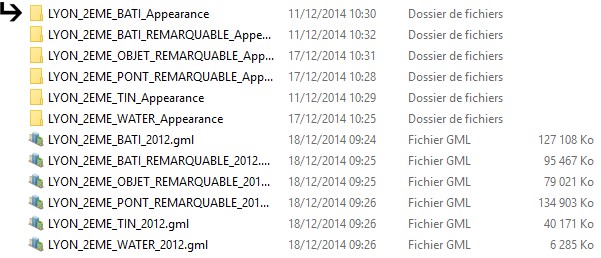 LYON_2EME_BATI_Appearance 11/12/2014 10:30 Dossier de fichiers
LYON_2EME_BATI_REMARQUABLE_Appe... 11/12/2014 10:32 Dossier de fichiers
LYON_2EME_OBJET_REMARQUABLE_App... 17/12/2014 10:31 Dossier de fichiers
LYON_2EME_PONT_REMARQUABLE_App... 17/12/2014 10:28 Dossier de fichiers
LYON_2EME_TIN_Appearance 11/12/2014 10:29 Dossier de fichiers
LYON_2EME_WATER_Appearance 17/12/2014 10:25 Dossier de fichiers
LYON_2EME_BATI_2012.gml 18/12/2014 09:24 Fichier GML 127 108 Ko
LYON_2EME_BATI_REMARQUABLE_2012.... 18/12/2014 09:25 Fichier GML 95 467 Ko
LYON_2EME_OBJET_REMARQUABLE_201... 18/12/2014 09:25 Fichier GML 79 021 Ko
LYON_2EME_PONT_REMARQUABLE_201... 18/12/2014 09:26 Fichier GML 134 903 Ko
LYON_2EME_TIN_2012.gml 18/12/2014 09:26 Fichier GML 40 171 Ko
LYON_2EME_WATER_2012.gml 18/12/2014 09:26 Fichier GML 6 285 Ko